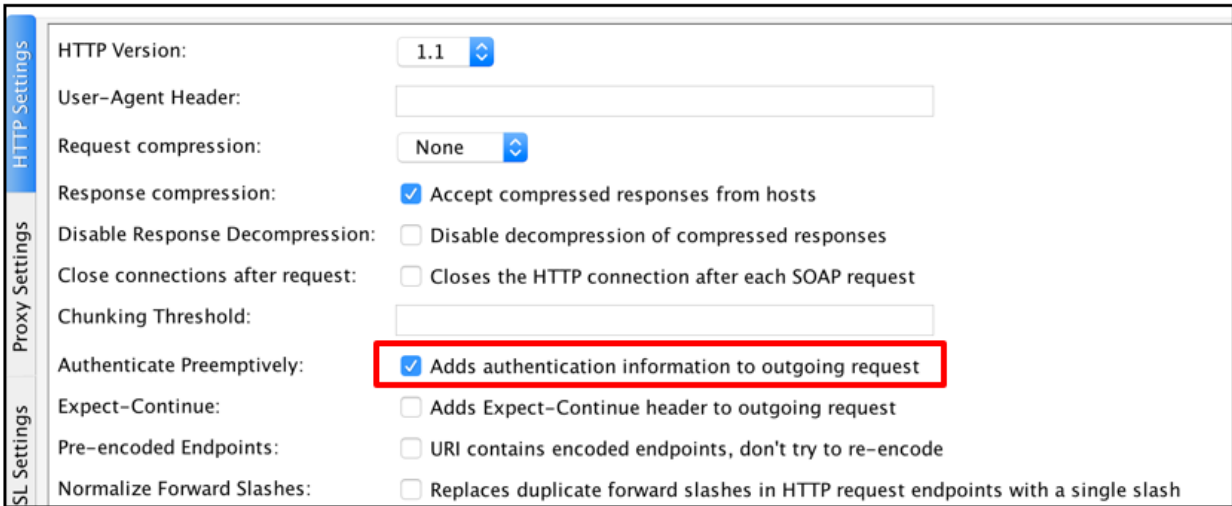 HTTP Settings
Proxy Settings
SL Settings
HTTP Version: 1.1
User-Agent Header:
Request compression: None
Response compression: Accept compressed responses from hosts
Disable Response Decompression: Disable decompression of compressed responses
Close connections after request: Closes the HTTP connection after each SOAP request
Chunking Threshold:
Authenticate Preemptively: Adds authentication information to outgoing request
Expect-Continue: Adds Expect-Continue header to outgoing request
Pre-encoded Endpoints: URI contains encoded endpoints, don't try to re-encode
Normalize Forward Slashes: Replaces duplicate forward slashes in HTTP request endpoints with a single slash